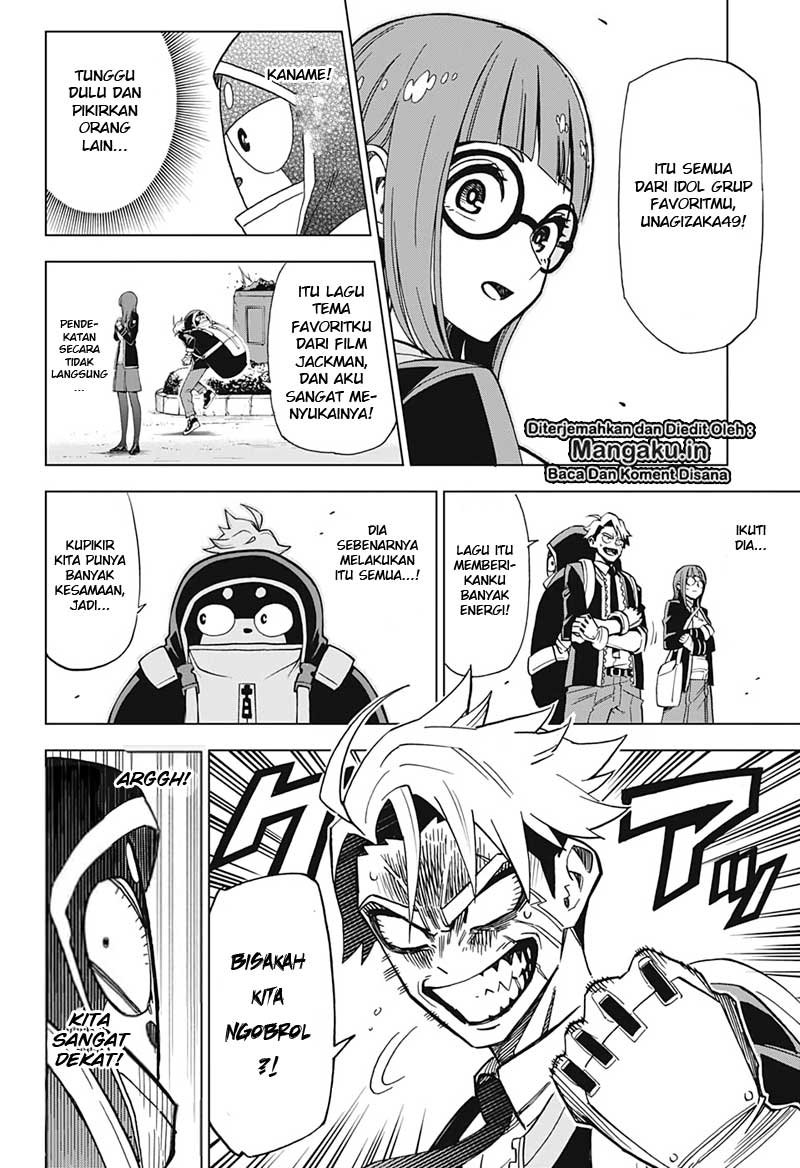 ITU SEMUA
DARI IDOL GRUP
FAVORITMU,
UNAGIZAKA49!
KANAME!
TUNGGU
DULU DAN
PIKIRKAN
ORANG
LAIN...
ITU LAGU
TEMA
FAVORITKU
DARI FILM
JACKMAN,
DAN AKU
SANGAT ME-
NYUKAINYA!
PENDE-
KATAN
SECARA
TIDAK
LANGSUNG
...
Diterjemahkan dan Diedit Oleh :
Mangaku.in
Baca Dan Koment Disana
IKUTI
DIA...
LAGU ITU
MEMBERI-
KANKU
BANYAK
ENERGI!
DIA
SEBENARNYA
MELAKUKAN
ITU SEMUA...!
KUPIKIR
KITA PUNYA
BANYAK
KESAMAAN,
JADI...
グアッ
BISAKAH
KITA
NGOBROL
?!
ARGGH!
KITA
SANGAT
DEKAT!